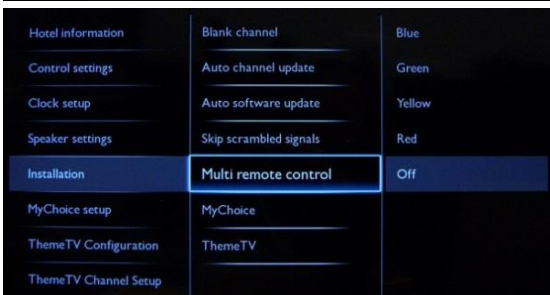 Hotel information
Control settings
Clock setup
Speaker settings
Installation
MyChoice setup
ThemeTV Configuration
ThemeTV Channel Setup
Blank channel
Auto channel update
Auto software update
Skip scrambled signals
Multi remote control
MyChoice
ThemeTV
Blue
Green
Yellow
Red
Off